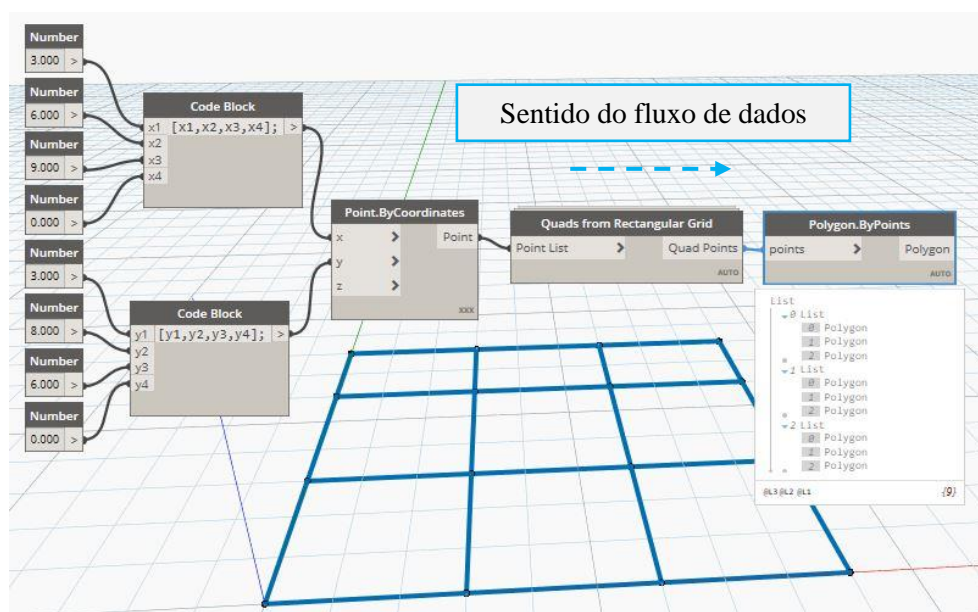 Number
3.000 >
Number
6.000 >
Number
9.000 >
Number
0.000 >
Code Block
x1 [x1,x2,x3,x4]; >
x2
x3
x4
Sentido do fluxo de dados
Number
3.000 >
Number
8.000 >
Number
6.000 >
Number
0.000 >
Code Block
y1 [y1,y2,y3,y4]; >
y2
y3
y4
Point.ByCoordinates
x > Point
y >
z >
xxx
Quads from Rectangular Grid
Point List > Quad Points
AUTO
Polygon.ByPoints
points > Polygon
AUTO
List
0 List
0 Polygon
1 Polygon
2 Polygon
1 List
0 Polygon
1 Polygon
2 Polygon
2 List
0 Polygon
1 Polygon
2 Polygon
@L3 @L2 @L1 {9}